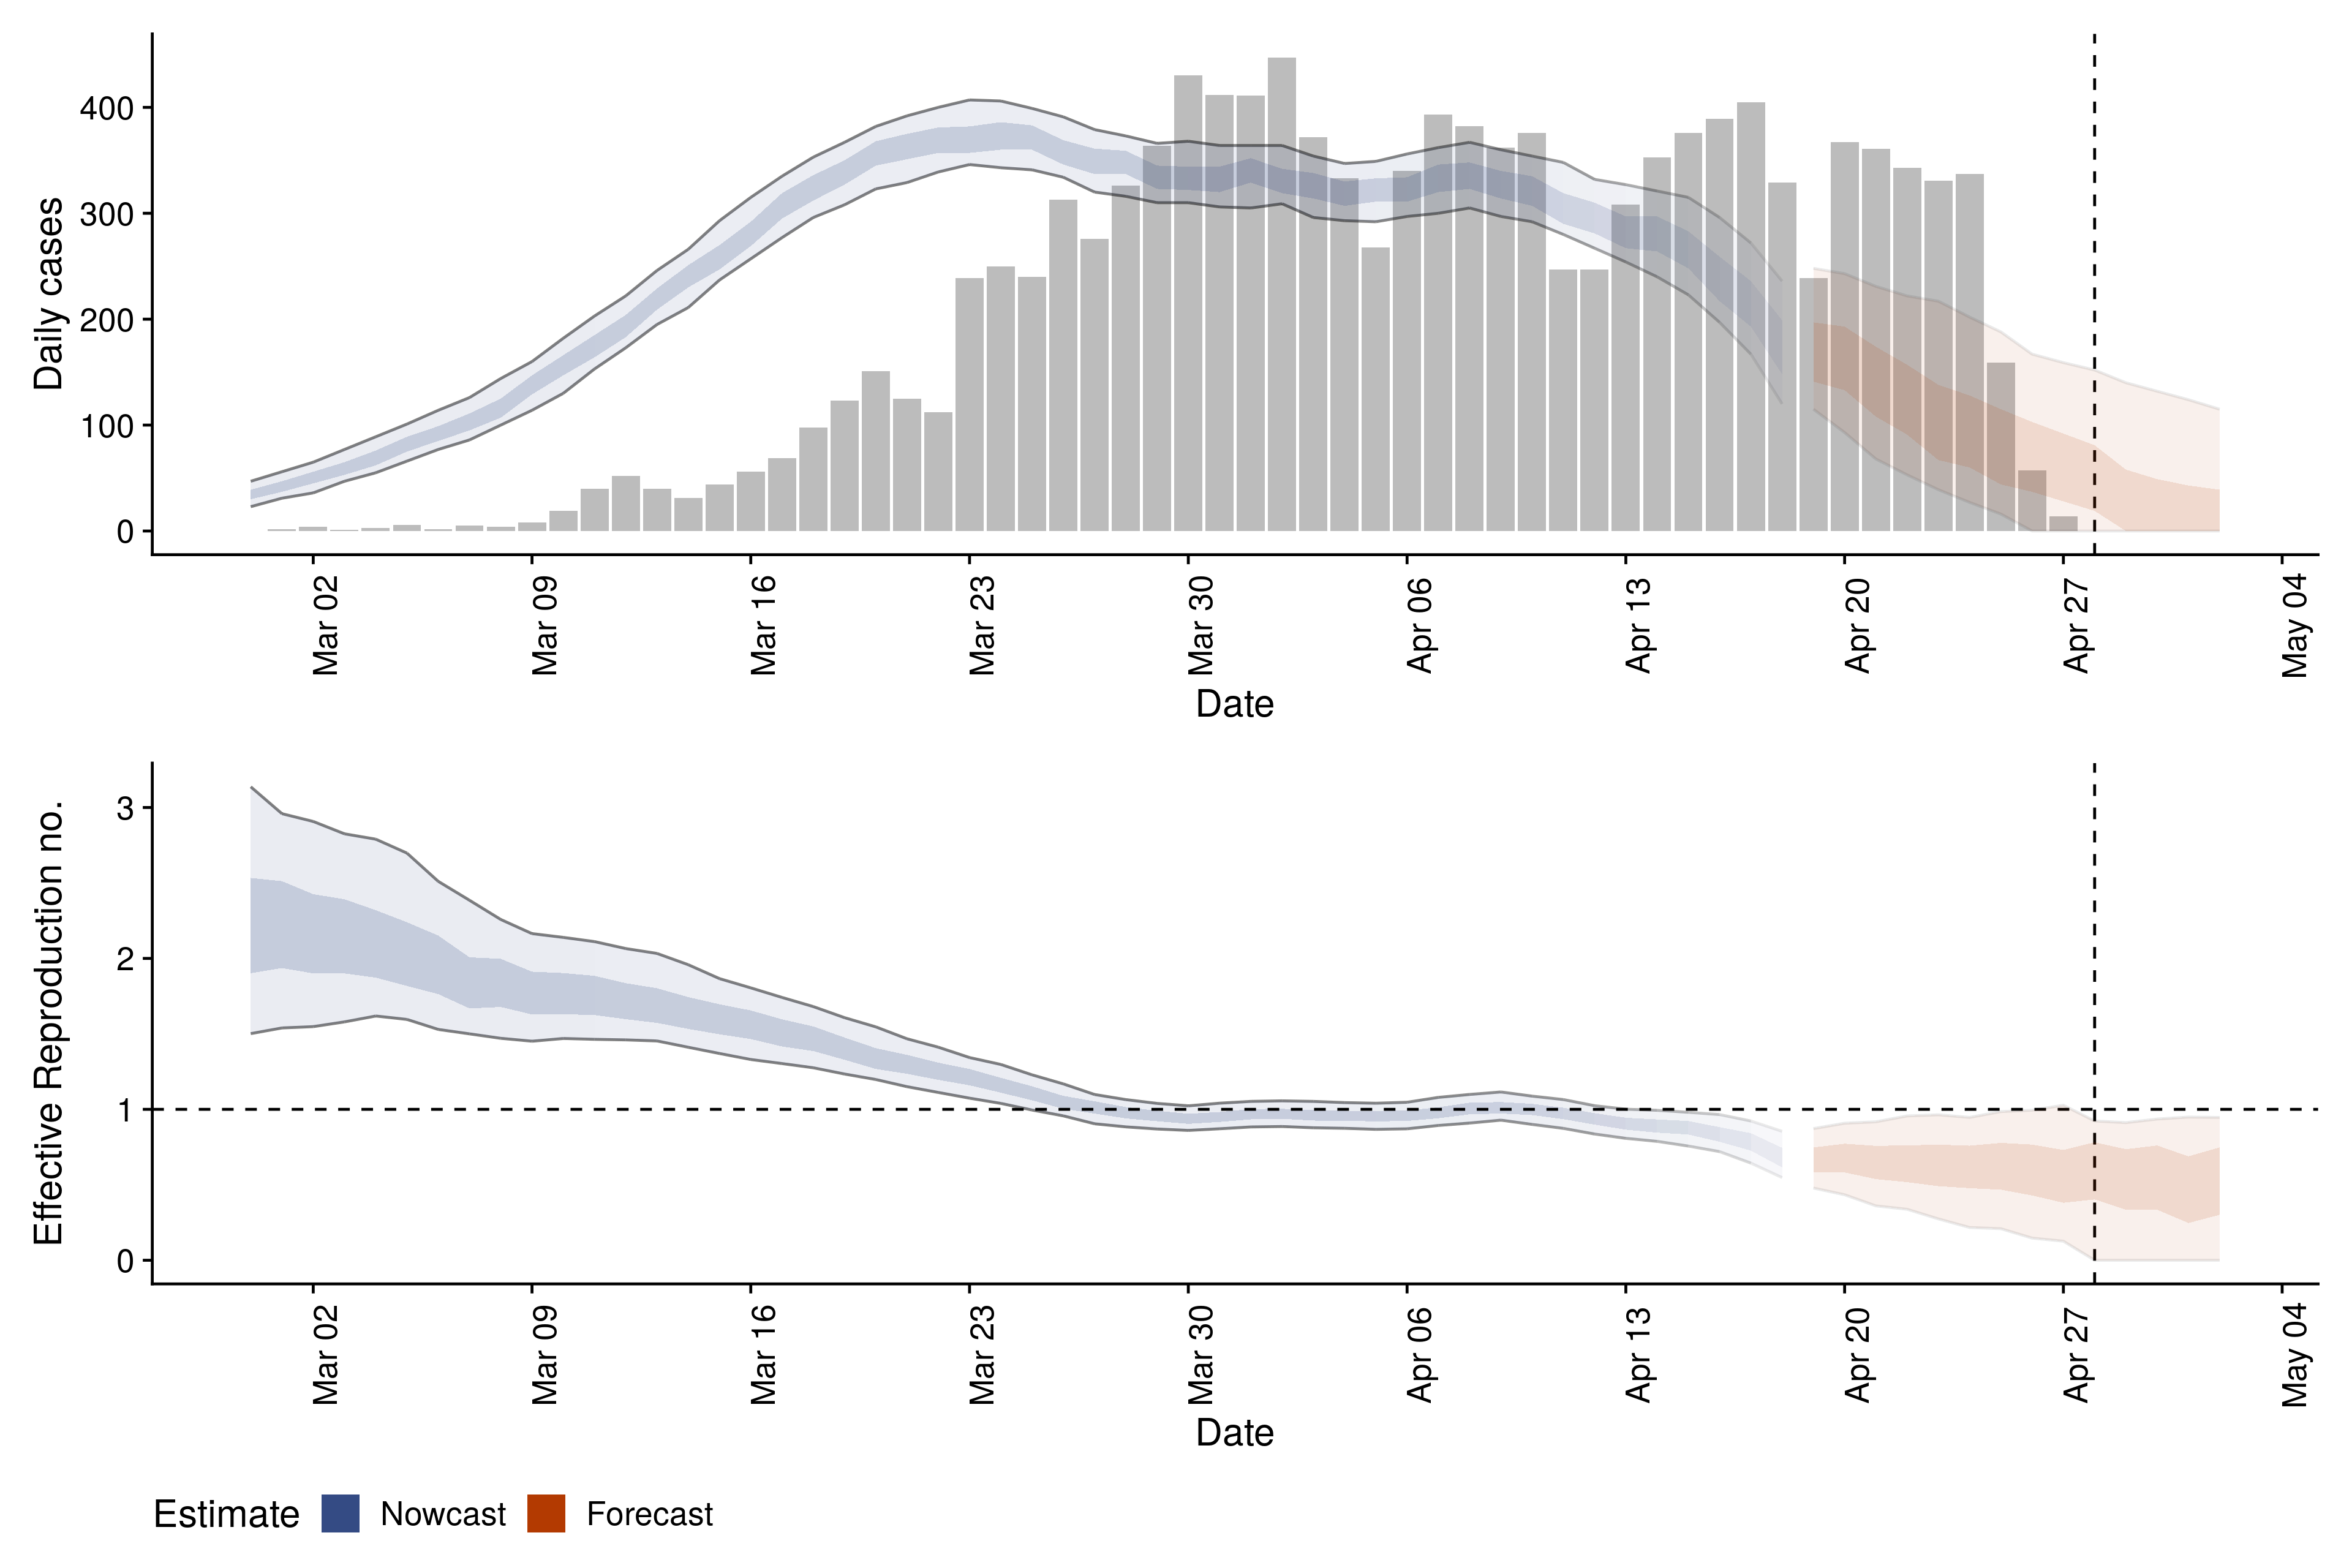 Daily cases
400
300
200
100
0
Mar 02 Mar 09 Mar 16 Mar 23 Mar 30 Apr 06 Apr 13 Apr 20 Apr 27 May 04
Date
Effective Reproduction no.
3
2
1
0
Mar 02 Mar 09 Mar 16 Mar 23 Mar 30 Apr 06 Apr 13 Apr 20 Apr 27 May 04
Date
Estimate Nowcast Forecast